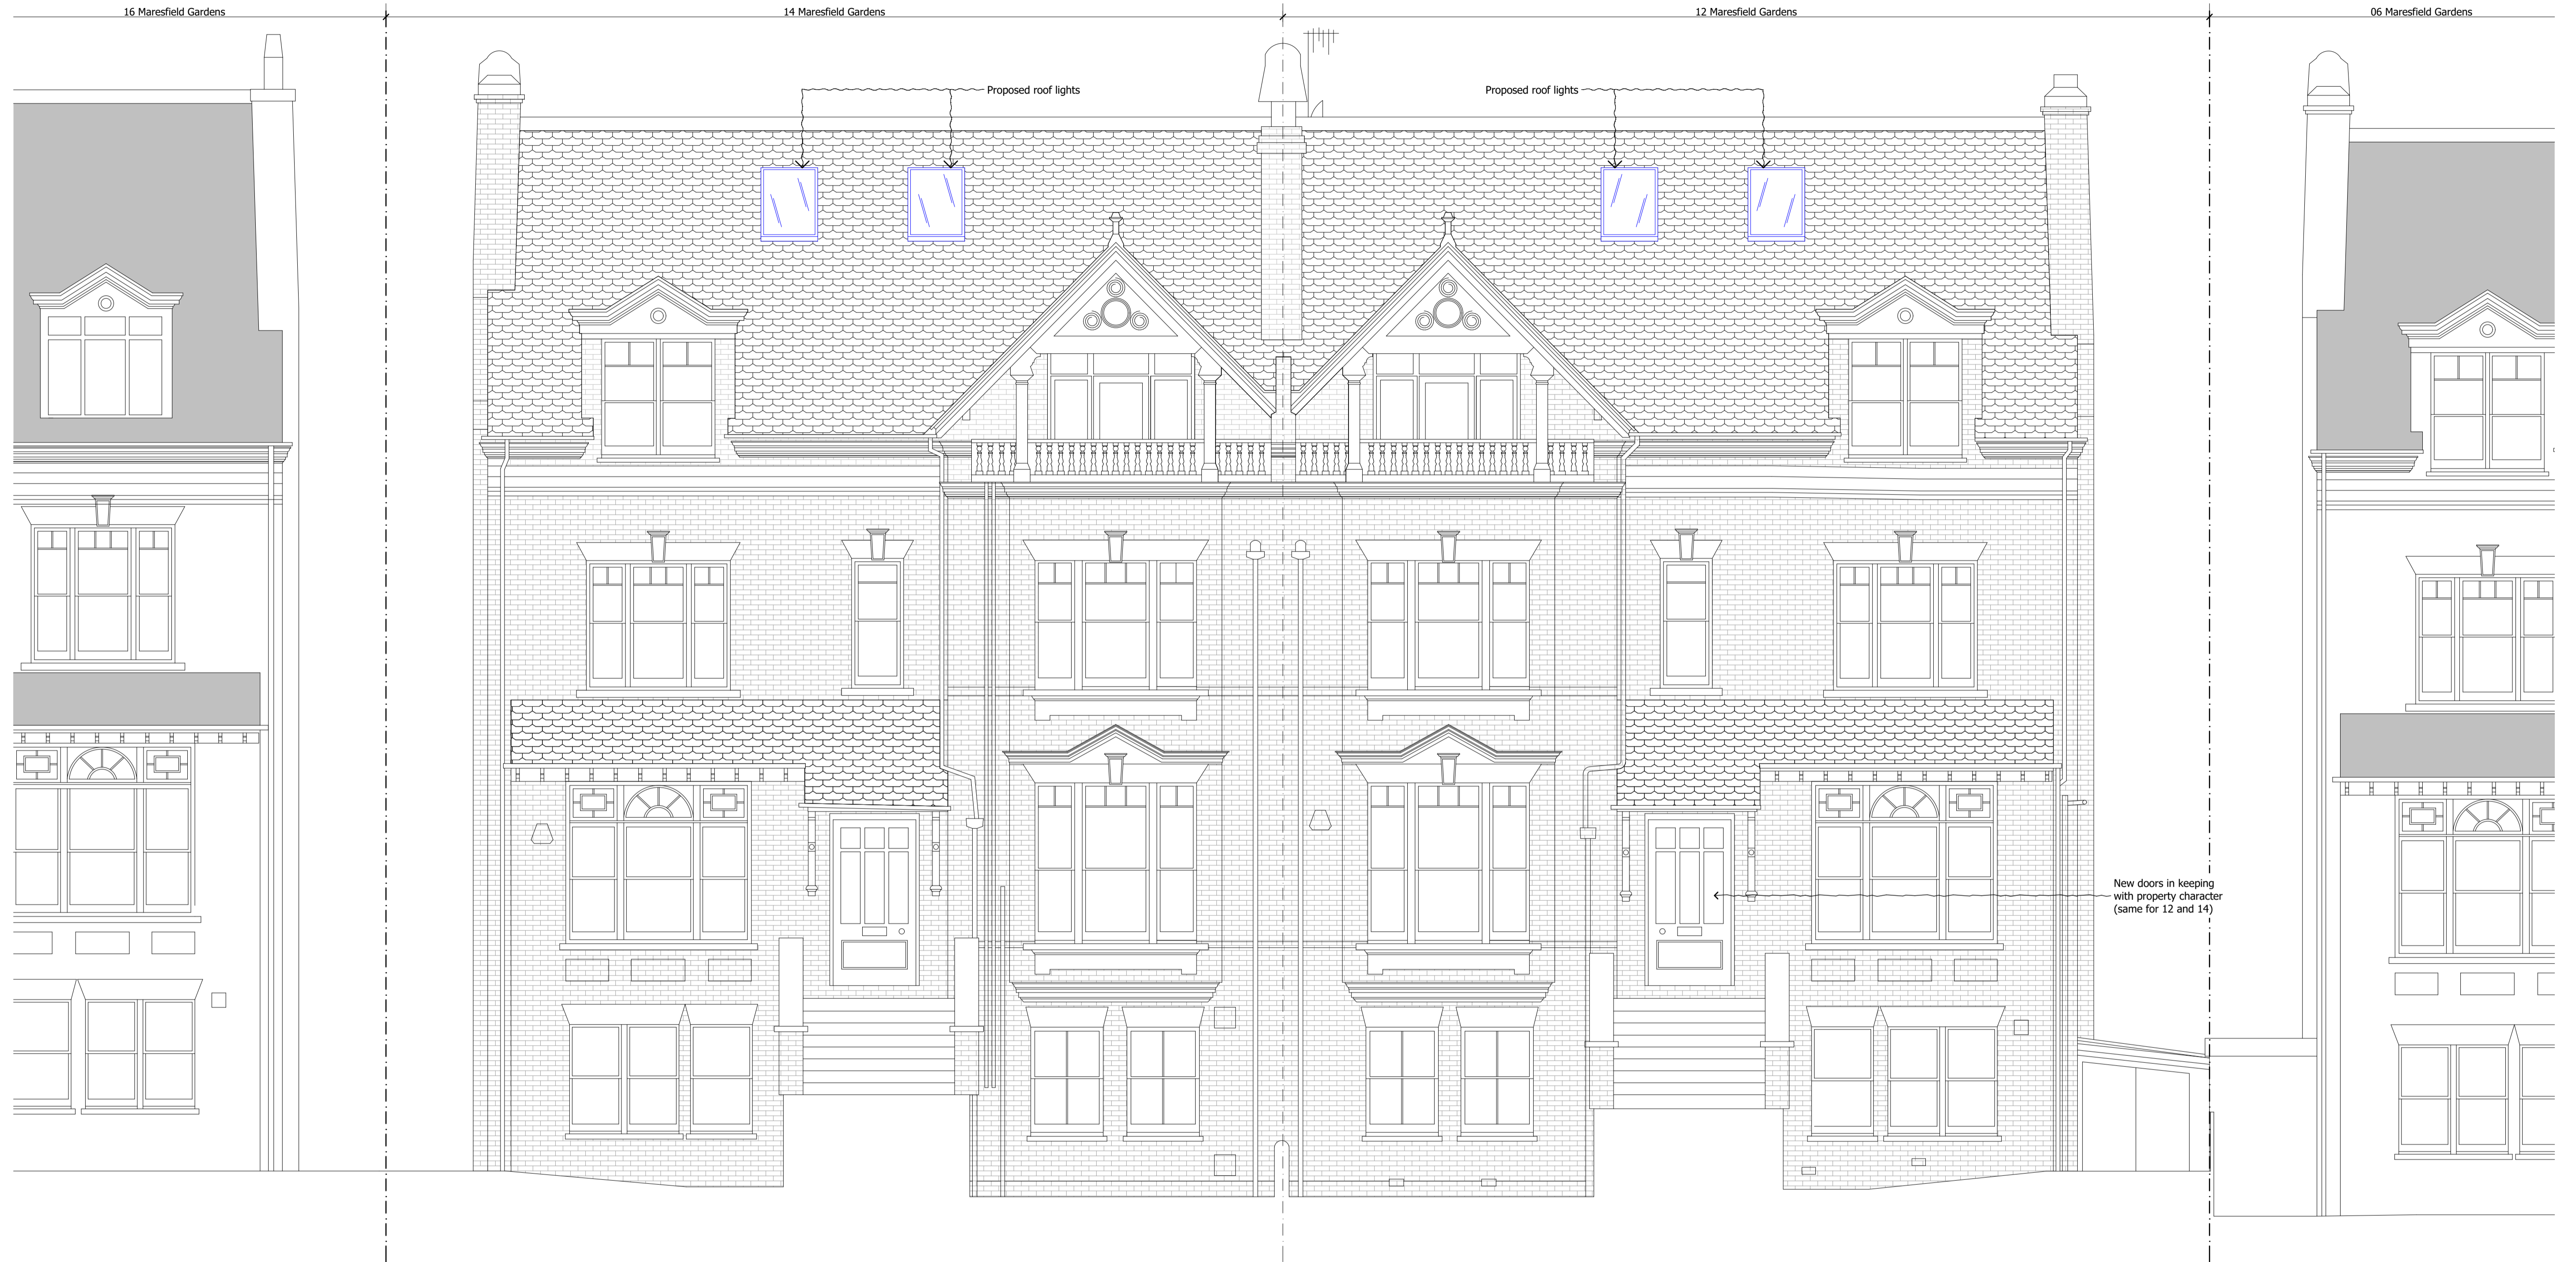 16 Maresfield Gardens
14 Maresfield Gardens
12 Maresfield Gardens
06 Maresfield Gardens
Proposed roof lights
Proposed roof lights
New doors in keeping
with property character
(same for 12 and 14)